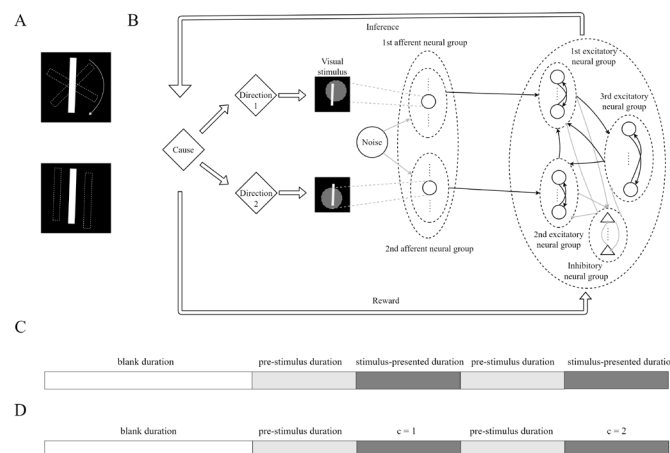 A
B
Inference
Visual
stimulus
1st afferent neural group
1st excitatory
neural group
3rd excitatory
neural group
Direction
1
Cause
Noise
Direction
2
2nd afferent neural group
2nd excitatory
neural group
Inhibitory
neural group
Reward
C
blank duration
pre-stimulus duration
stimulus-presented duration
pre-stimulus duration
stimulus-presented duration
D
blank duration
pre-stimulus duration
c = 1
pre-stimulus duration
c = 2